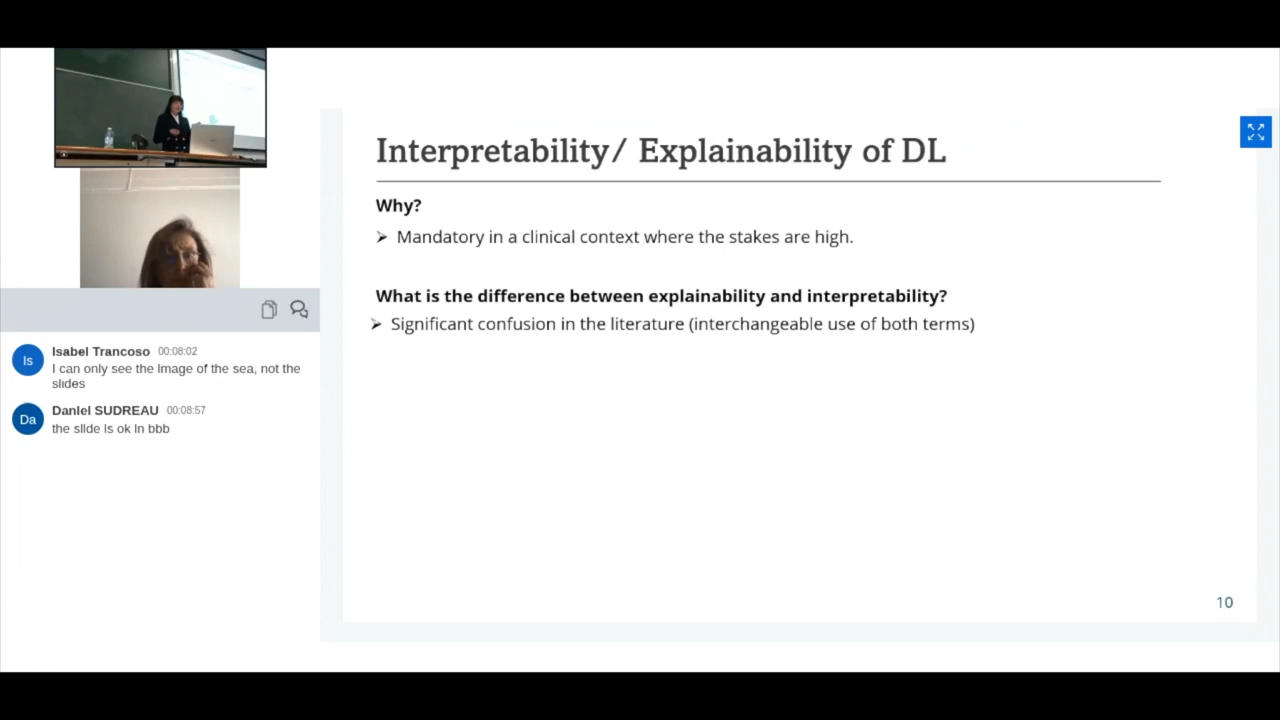 Interpretability/ Explainability of DL
Why?
➤ Mandatory in a clinical context where the stakes are high.
What is the difference between explainability and interpretability?
➤ Significant confusion in the literature (interchangeable use of both terms)
10
Is
Isabel Trancoso 00:08:02
I can only see the image of the sea, not the
slides
Da
Daniel SUDREAU 00:08:57
the slide is ok in bbb